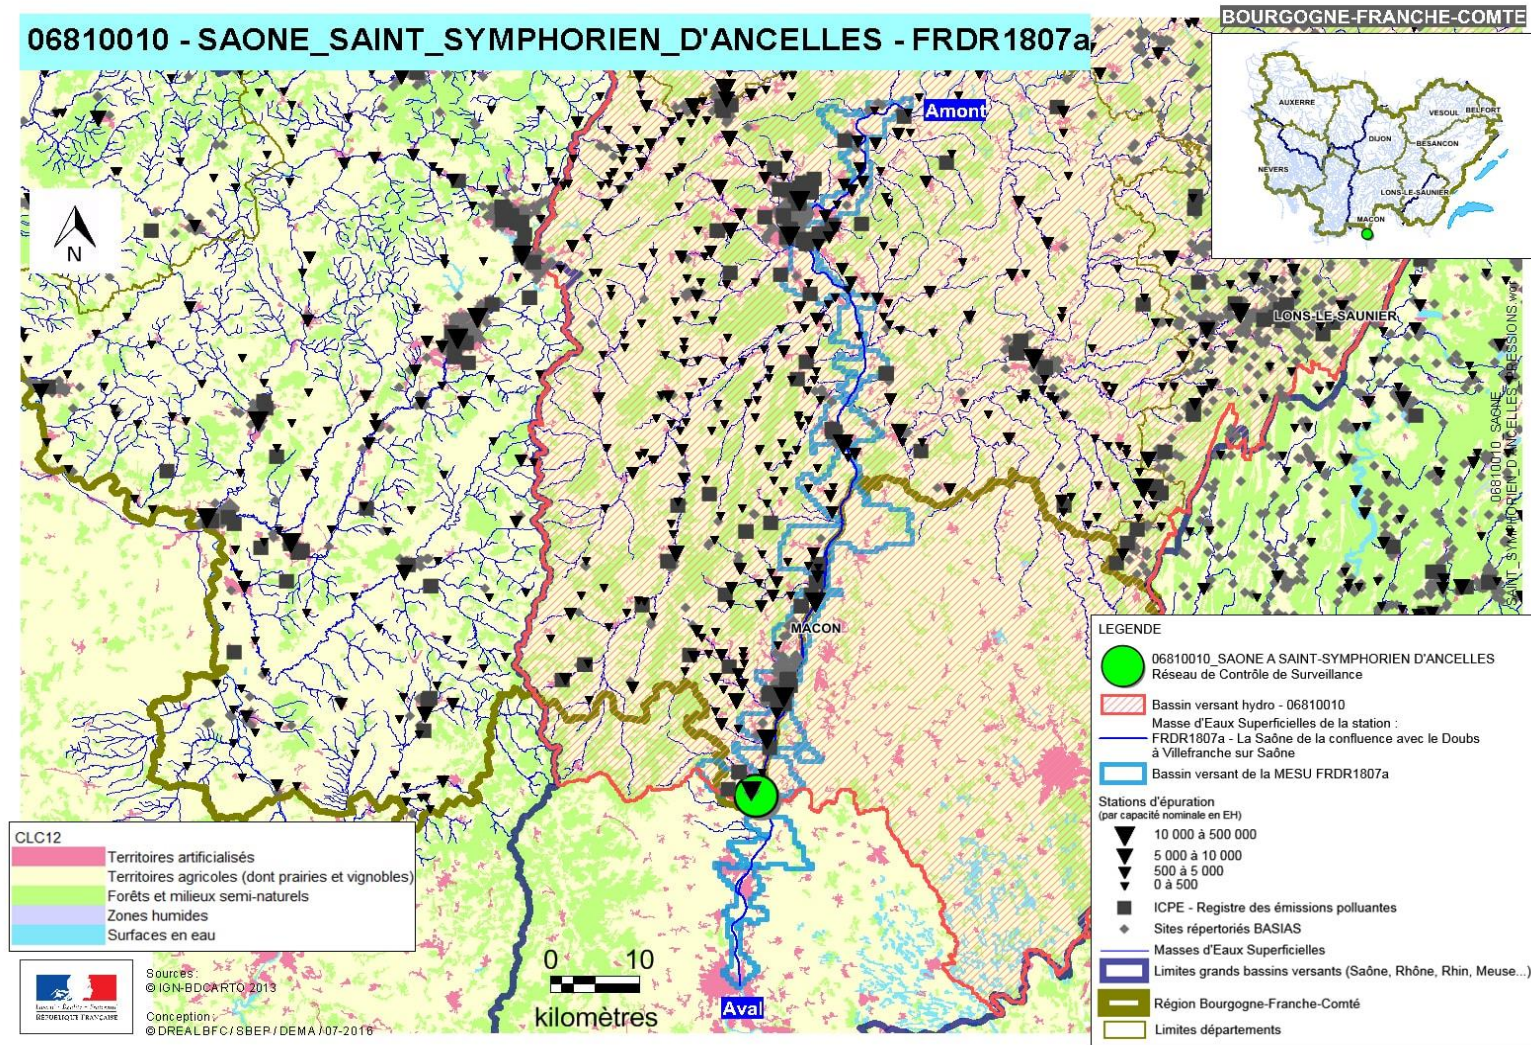 BOURGOGNE-FRANCHE-COMTE
06810010 - SAONE_SAINT_SYMPHORIEN_D'ANCELLES - FRDR1807a
Amont
AUXERRE
VESOUL
BELFORT
DIJON
BESANCON
NEVERS
LONS-LE-SAUNIER
MACON
N
LONS-LE-SAUNIER
MACON
06810010_SAONE
LEGENDE
06810010_SAONE A SAINT-SYMPHORIEN D'ANCELLES
Réseau de Contrôle de Surveillance
Bassin versant hydro - 06810010
Masse d'Eaux Superficielles de la station :
FRDR1807a - La Saône de la confluence avec le Doubs
à Villefranche sur Saône
Bassin versant de la MESU FRDR1807a
Stations d'épuration
(par capacité nominale en EH)
10 000 à 500 000
5 000 à 10 000
500 à 5 000
0 à 500
ICPE - Registre des émissions polluantes
Sites répertoriés BASIAS
Masses d'Eaux Superficielles
Limites grands bassins versants (Saône, Rhône, Rhin, Meuse...)
Région Bourgogne-Franche-Comté
Limites départements
CLC12
Territoires artificialisés
Territoires agricoles (dont prairies et vignobles)
Forêts et milieux semi-naturels
Zones humides
Surfaces en eau
0 10
kilomètres
Aval
RÉPUBLIQUE FRANÇAISE
Sources :
© IGN-BDCARTO 2013
Conception :
© DREALBFC / SBEP / DEMA / 07-2016